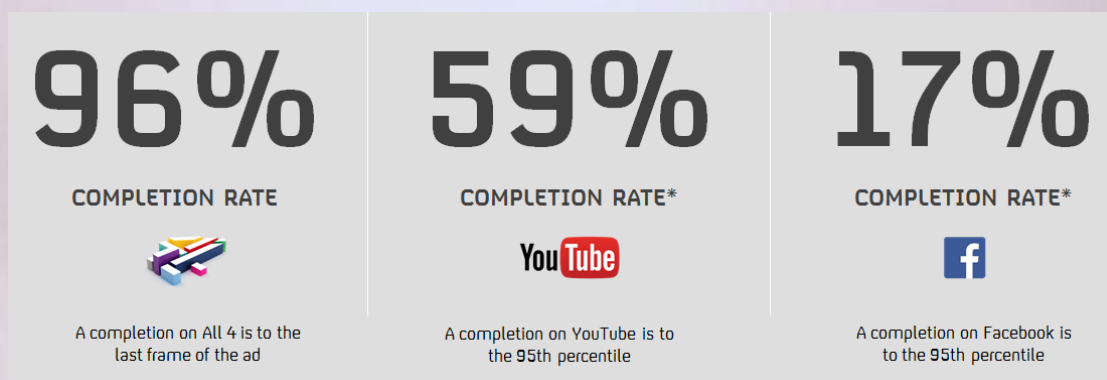 96%
COMPLETION RATE
A completion on All 4 is to the
last frame of the ad
59%
COMPLETION RATE*
YouTube
A completion on YouTube is to
the 95th percentile
17%
COMPLETION RATE*
f
A completion on Facebook is
to the 95th percentile